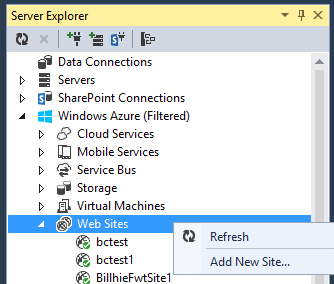 Server Explorer
Data Connections
Servers
SharePoint Connections
Windows Azure (Filtered)
Cloud Services
Mobile Services
Service Bus
Storage
Virtual Machines
Web Sites
Refresh
bctest
bctest1
Add New Site...
BillhieFwtSite1